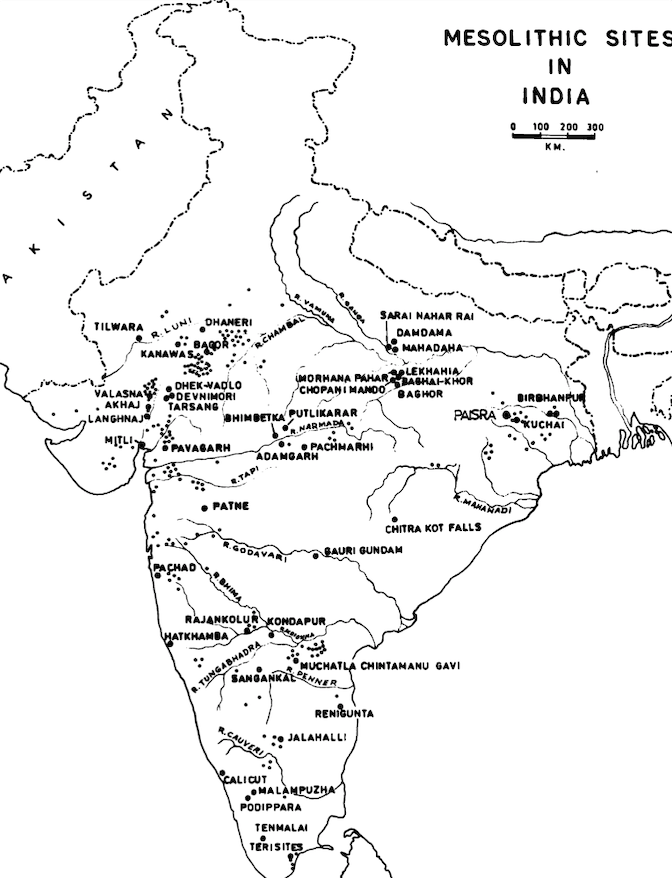 MESOLITHIC SITES
IN
INDIA
0 100 200 300
KM.
A K I S T A N
R. YAMUNA
R. GANGA
SARAI NAHAR RAI
DAMDAMA
MAHADAHA
TILWARA
R. LUNI
DHANERI
R. CHAMBAL
BAGOR
KANAWAS
LEKHAHIA
MORHANA PAHAR
BAGHAI-KHOR
CHOPANI MANDO
BAGHOR
VALASNA
DHEK-VADLO
AKHAJ
DEVNIMORI
TARSANG
LANGHNAJ
BIRBHANPUR
PAISRA
KUCHAI
BHIMBETKA
PUTLIKARAR
R. NARMADA
MITLI
PAVAGARH
PACHMARHI
ADAMGARH
R. TAPI
PATNE
R. MAHANADI
CHITRA KOT FALLS
R. GODAVARI
GAURI GUNDAM
PACHAD
R. BHIMA
RAJANKOLUR
KONDAPUR
R. KRISHNA
HATKHAMBA
R. TUNGABHADRA
MUCHATLA CHINTAMANU GAVI
SANGANKAL
R. PENNER
RENIGUNTA
R. CAUVERI
JALAHALLI
CALICUT
MALAMPUZHA
PODIPPARA
TENMALAI
TERI SITES